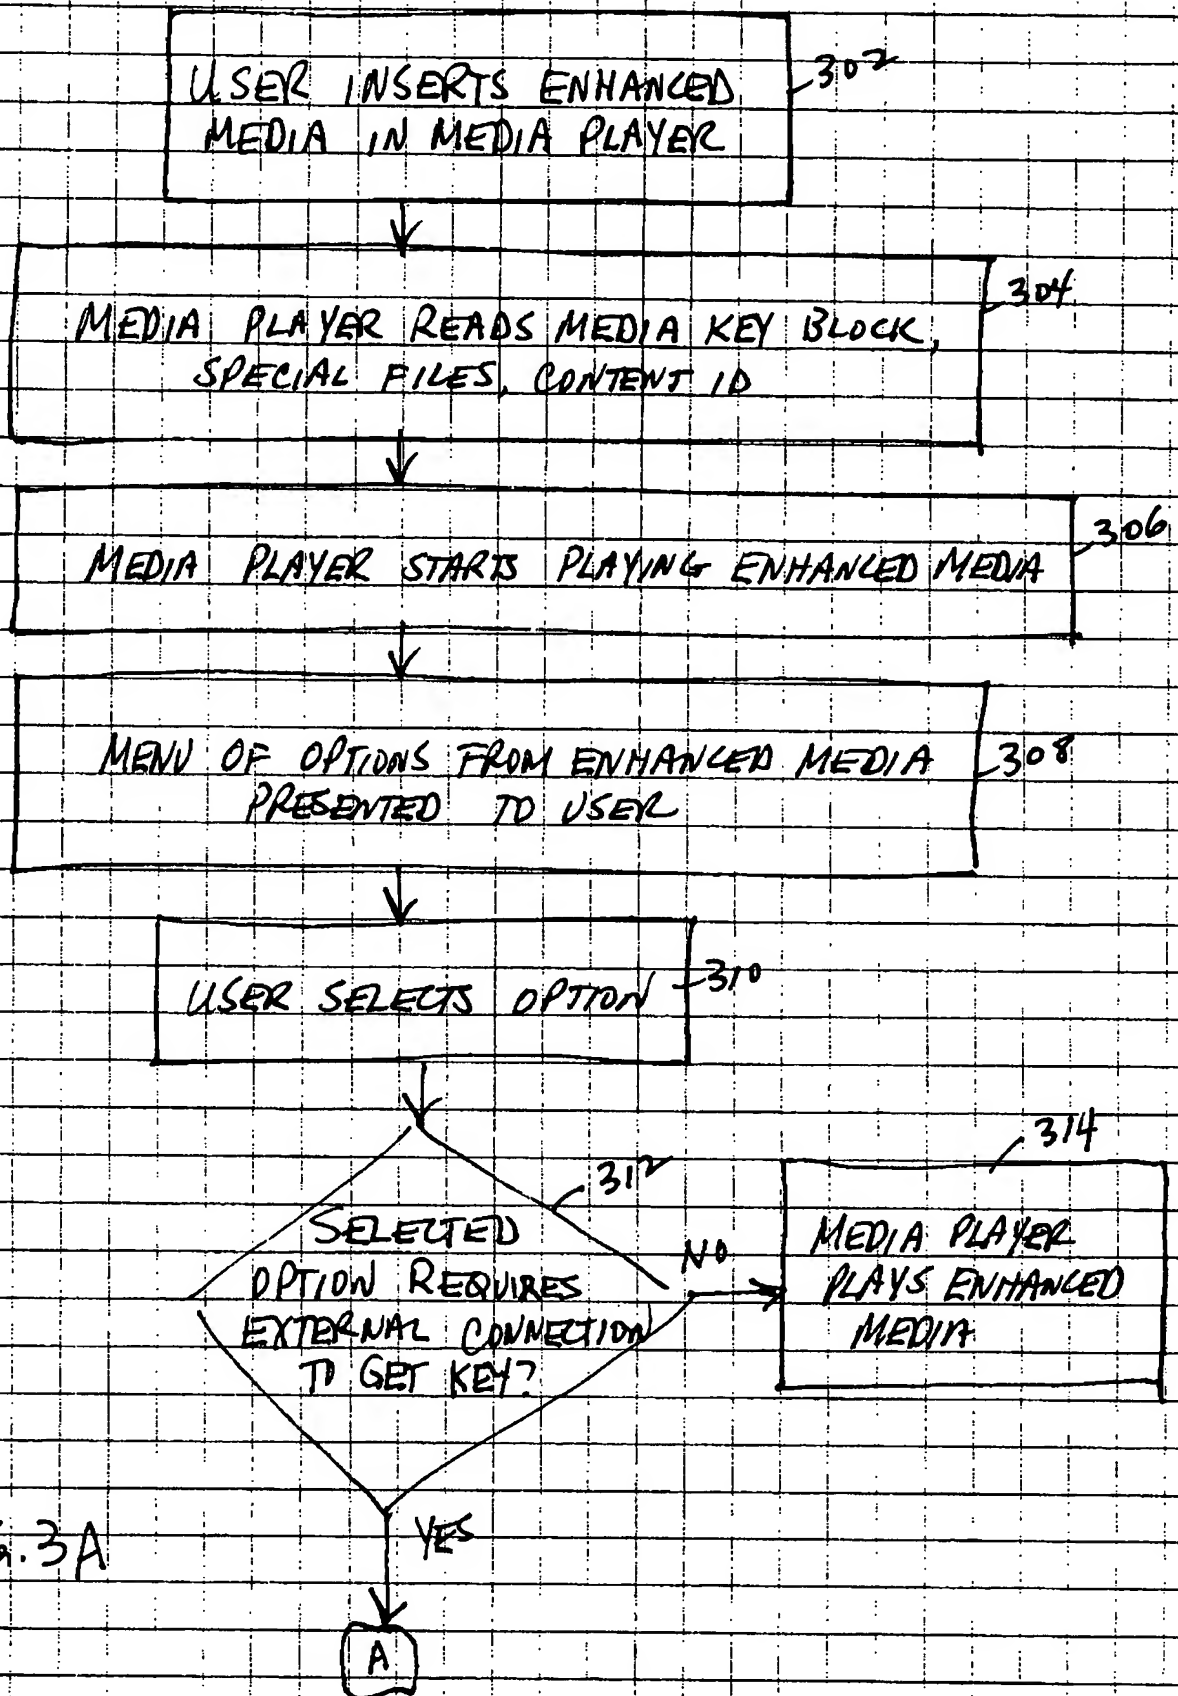 USER INSERTS ENHANCED
MEDIA IN MEDIA PLAYER
302
MEDIA PLAYER READS MEDIA KEY BLOCK,
SPECIAL FILES, CONTENT ID
304
MEDIA PLAYER STARTS PLAYING ENHANCED MEDIA
306
MENU OF OPTIONS FROM ENHANCED MEDIA
PRESENTED TO USER
308
USER SELECTS OPTION
310
312
SELECTED
OPTION REQUIRES
EXTERNAL CONNECTION
TO GET KEY?
NO
314
MEDIA PLAYER
PLAYS ENHANCED
MEDIA
YES
3A
A